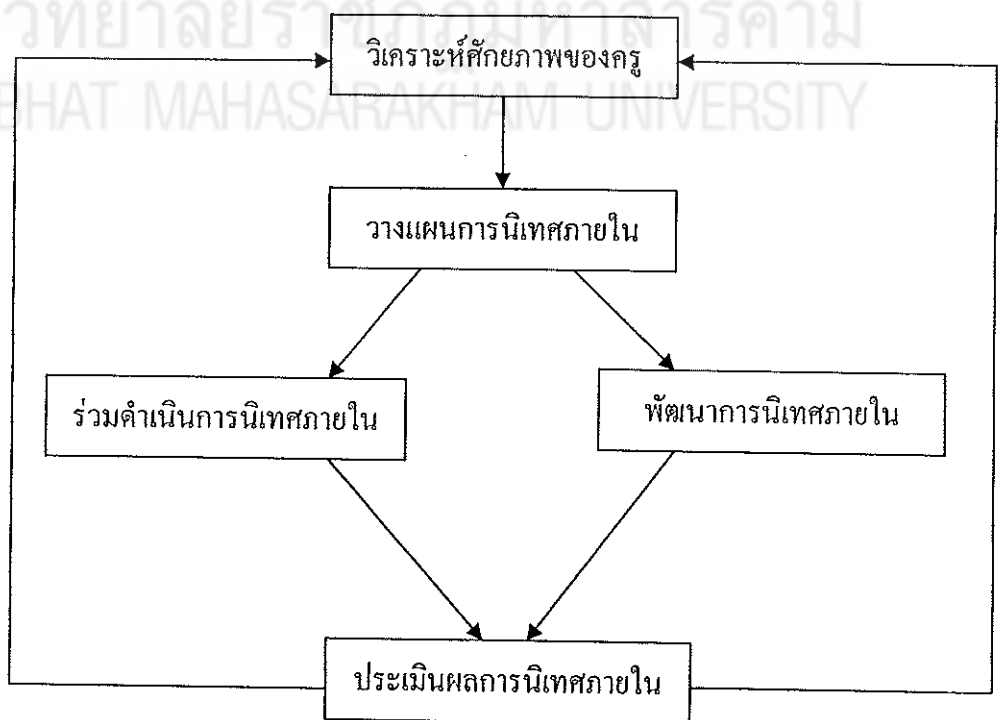 วิทยาลัยราชภัฏมหาสารคาม
BHAT MAHASARAKHAM UNIVERSITY
วิเคราะห์ศักยภาพของครู
วางแผนการนิเทศภายใน
ร่วมดำเนินการนิเทศภายใน
พัฒนาการนิเทศภายใน
ประเมินผลการนิเทศภายใน